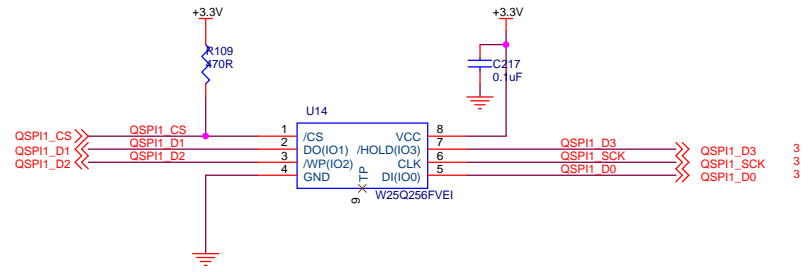 +3.3V
+3.3V
R109
470R
C217
0.1uF
U14
QSPI1_CS
QSPI1_CS
1
/CS
VCC
8
QSPI1_D1
QSPI1_D1
2
DO(IO1)
/HOLD(IO3)
7
QSPI1_D3
QSPI1_D3
3
QSPI1_D2
QSPI1_D2
3
/WP(IO2)
CLK
6
QSPI1_SCK
QSPI1_SCK
3
4
GND
DI(IO0)
5
QSPI1_D0
QSPI1_D0
3
TP
9
W25Q256FVEI